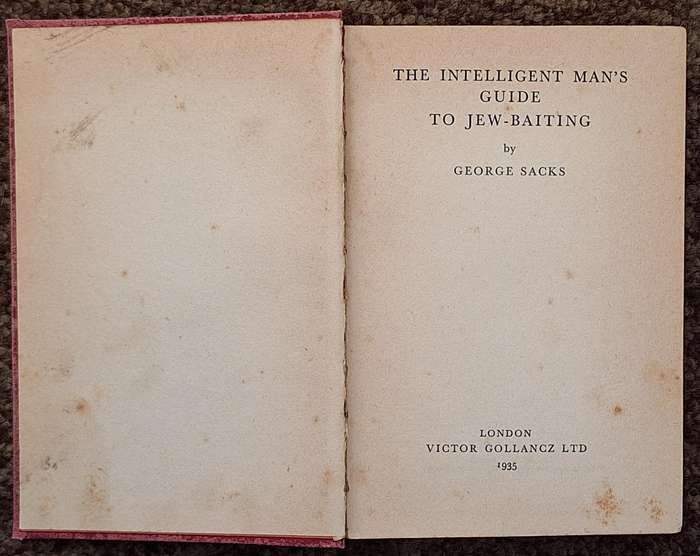 THE INTELLIGENT MAN'S
GUIDE
TO JEW-BAITING
by
GEORGE SACKS
LONDON
VICTOR GOLLANCZ LTD
1935